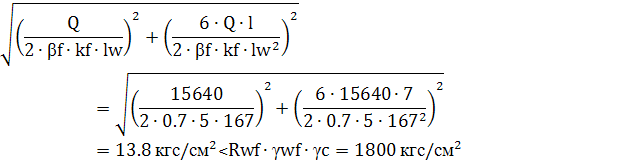 √((Q / (2 · βf · kf · lw))² + ((6 · Q · l) / (2 · βf · kf · lw²))²)
= √((15640 / (2 · 0.7 · 5 · 167))² + ((6 · 15640 · 7) / (2 · 0.7 · 5 · 167²))²)
= 13.8 кгс/см² <Rwf · γwf · γc = 1800 кгс/см²